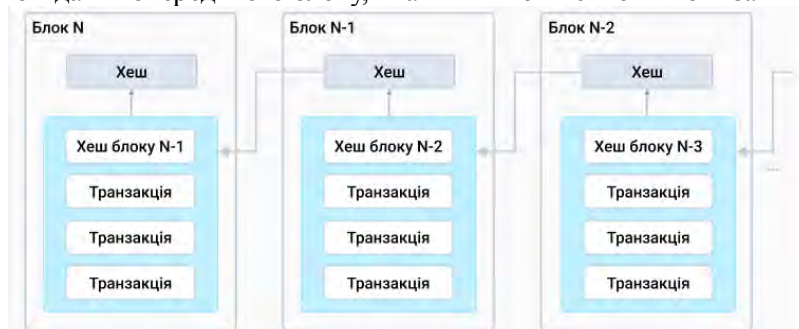 Блок N
Хеш
Хеш блоку N-1
Транзакція
Транзакція
Транзакція
Блок N-1
Хеш
Хеш блоку N-2
Транзакція
Транзакція
Транзакція
Блок N-2
Хеш
Хеш блоку N-3
Транзакція
Транзакція
Транзакція
....